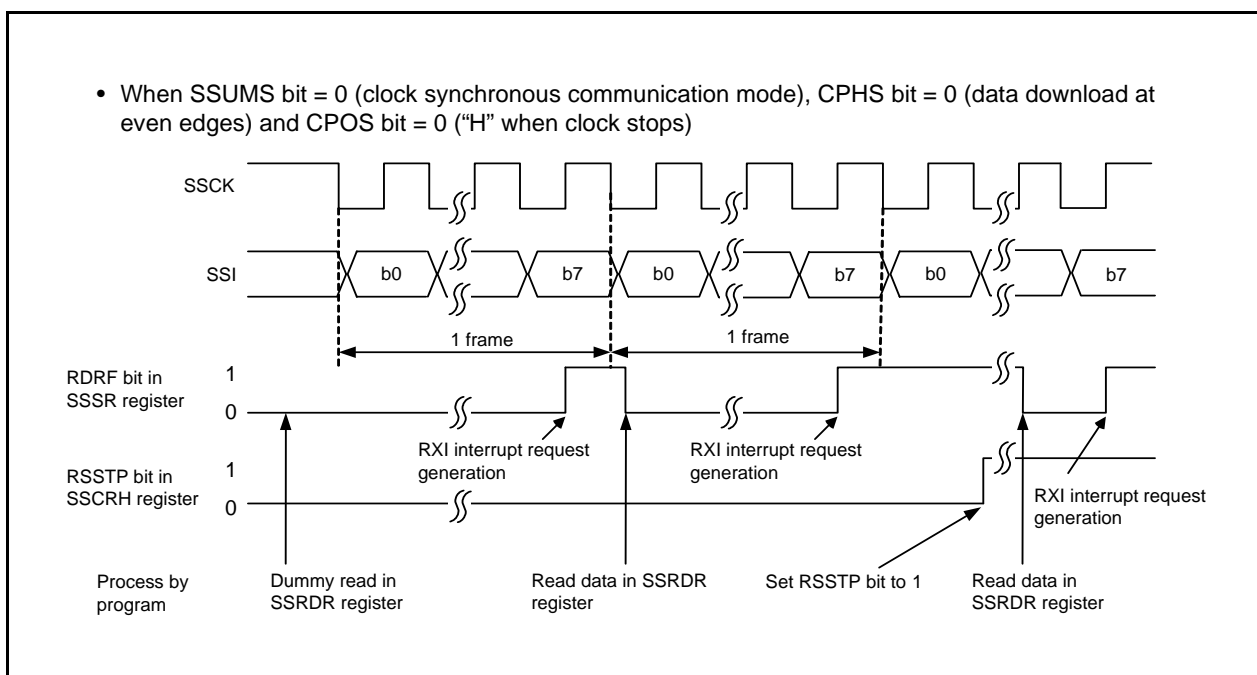 • When SSUMS bit = 0 (clock synchronous communication mode), CPHS bit = 0 (data download at
even edges) and CPOS bit = 0 (“H” when clock stops)
SSCK
SSI
b0
b7
b0
b7
b0
b7
1 frame
1 frame
RDRF bit in
SSSR register
1
0
RXI interrupt request
generation
RXI interrupt request
generation
RSSTP bit in
SSCRH register
1
0
RXI interrupt request
generation
Process by
program
Dummy read in
SSRDR register
Read data in SSRDR
register
Set RSSTP bit to 1
Read data in
SSRDR register